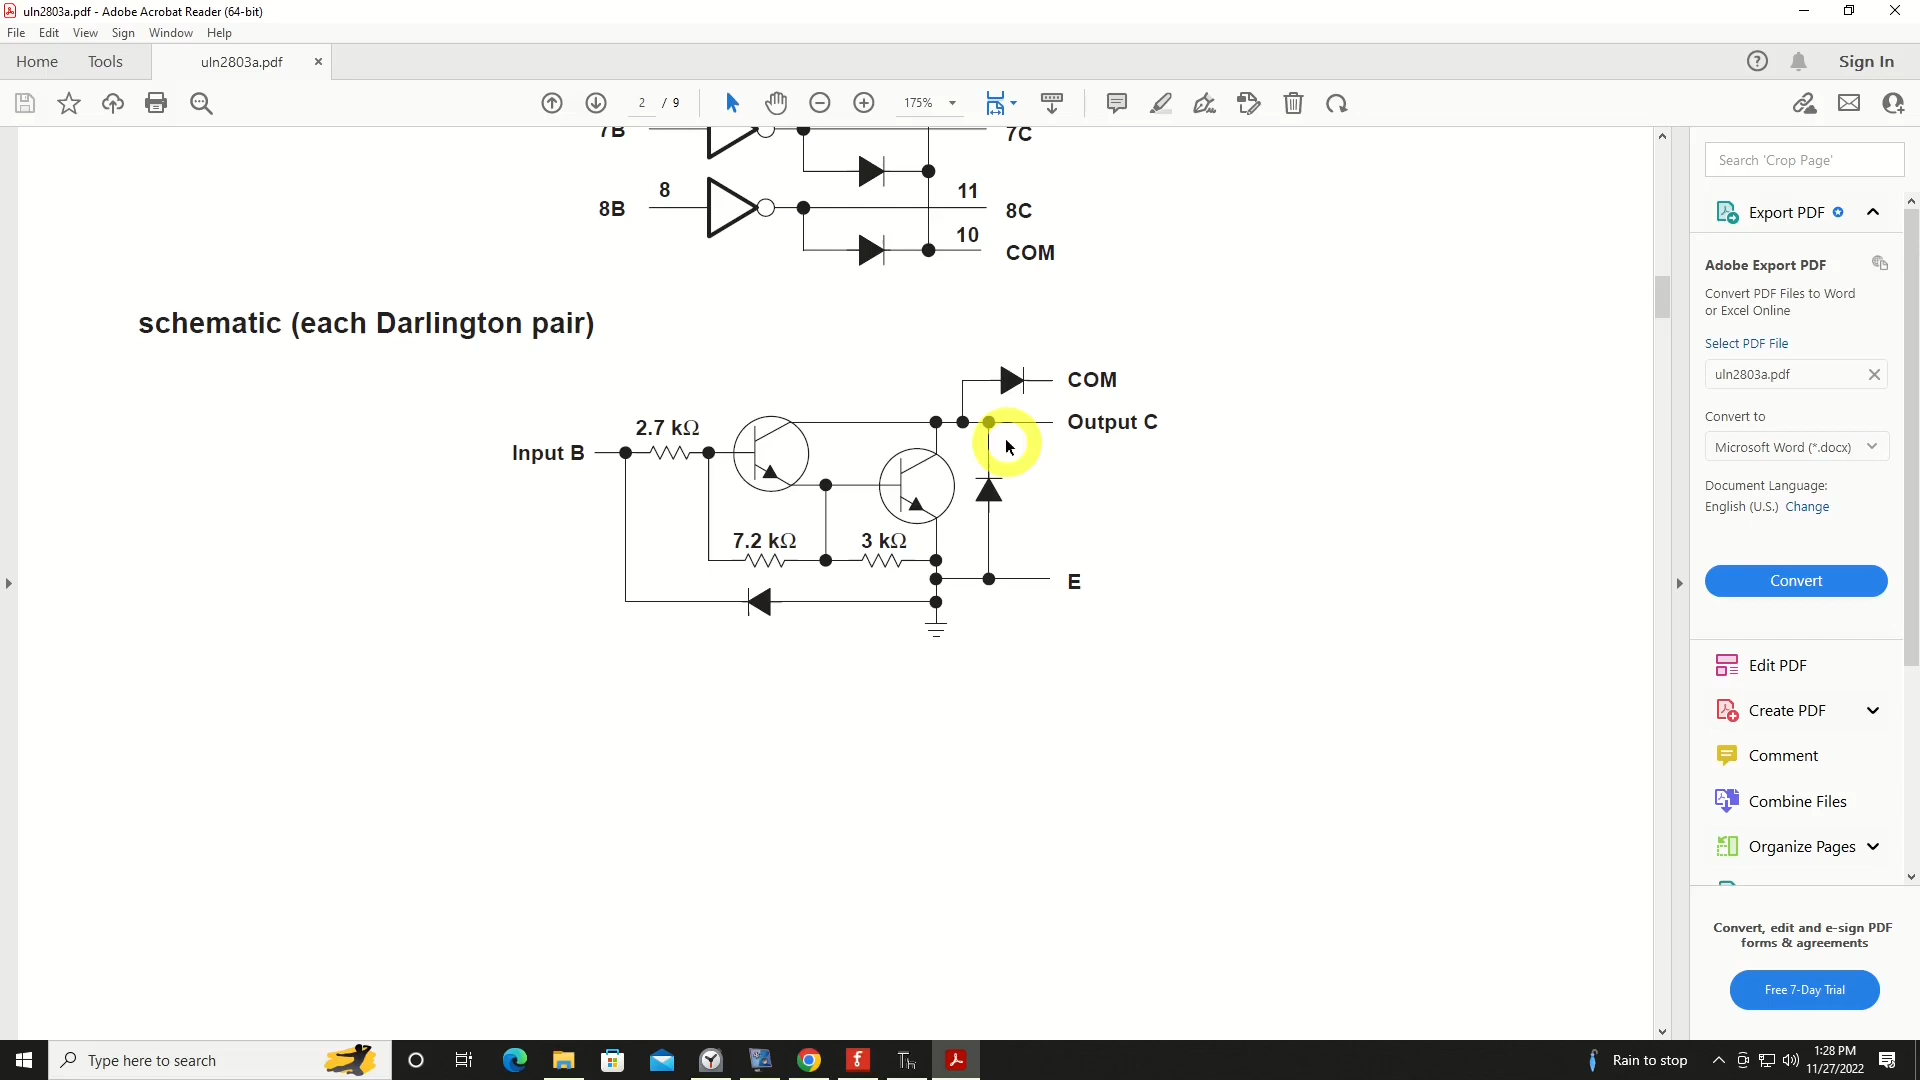 uln2803a.pdf - Adobe Acrobat Reader (64-bit)
File Edit View Sign Window Help
Home Tools uln2803a.pdf Sign In
2 / 9 175%
7B 7C
8 11
8B 8C
10
COM
schematic (each Darlington pair)
COM
Output C
2.7 kΩ
Input B
7.2 kΩ 3 kΩ
E
Search 'Crop Page'
Export PDF
Adobe Export PDF
Convert PDF Files to Word
or Excel Online
Select PDF File
uln2803a.pdf
Convert to
Microsoft Word (*.docx)
Document Language:
English (U.S.) Change
Convert
Edit PDF
Create PDF
Comment
Combine Files
Organize Pages
Convert, edit and e-sign PDF
forms & agreements
Free 7-Day Trial
Type here to search
Rain to stop
1:28 PM
11/27/2022